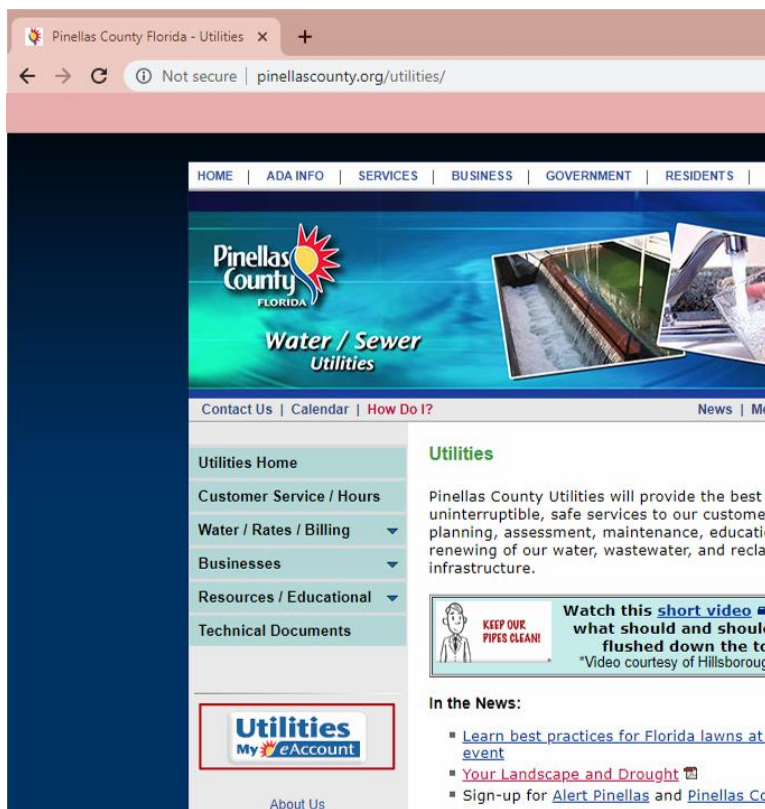 Pinellas County Florida - Utilities
Not secure | pinellascounty.org/utilities/
HOME | ADA INFO | SERVICES | BUSINESS | GOVERNMENT | RESIDENTS |
Pinellas
County
FLORIDA
Water / Sewer
Utilities
Contact Us | Calendar | How Do I?
News |
Utilities Home
Customer Service / Hours
Water / Rates / Billing
Businesses
Resources / Educational
Technical Documents
Utilities
My eAccount
About Us
Utilities
Pinellas County Utilities will provide the best
uninterruptible, safe services to our custome
planning, assessment, maintenance, educati
renewing of our water, wastewater, and recla
infrastructure.
KEEP OUR
PIPES CLEAN!
Watch this short video
what should and shoul
flushed down the to
*Video courtesy of Hillsboroug
In the News:
Learn best practices for Florida lawns at
event
Your Landscape and Drought
Sign-up for Alert Pinellas and Pinellas Co